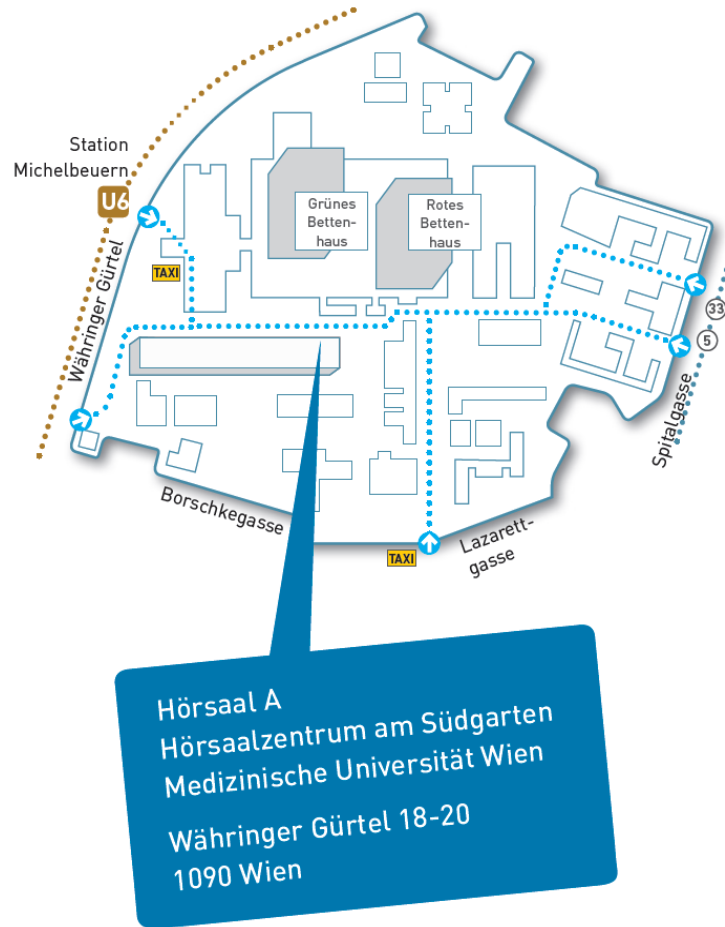 Station
Michelbeuern
U6
Grünes
Betten-
haus
Rotes
Betten-
haus
TAXI
Währinger Gürtel
33
5
Spitalgasse
Borschkegasse
Lazarett-
gasse
TAXI
Hörsaal A
Hörsaalzentrum am Südgarten
Medizinische Universität Wien
Währinger Gürtel 18-20
1090 Wien